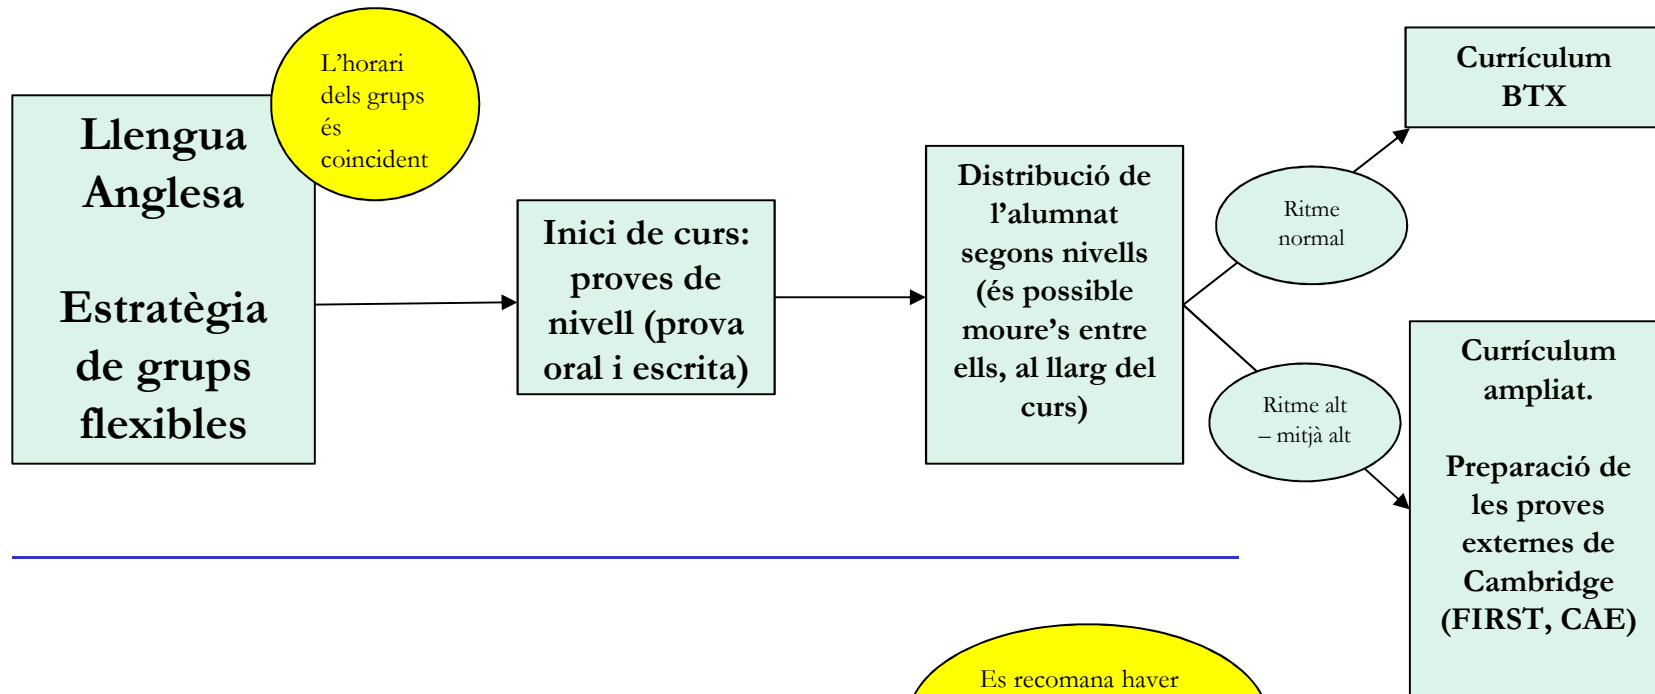 L’horari
dels grups
és
coincident
Llengua
Anglesa
Estratègia
de grups
flexibles
Inici de curs:
proves de
nivell (prova
oral i escrita)
Distribució de
l’alumnat
segons nivells
(és possible
moure’s entre
ells, al llarg del
curs)
Ritme
normal
Currículum
BTX
Ritme alt
– mitjà alt
Currículum
ampliat.
Preparació de
les proves
externes de
Cambridge
(FIRST, CAE)
Es recomana haver